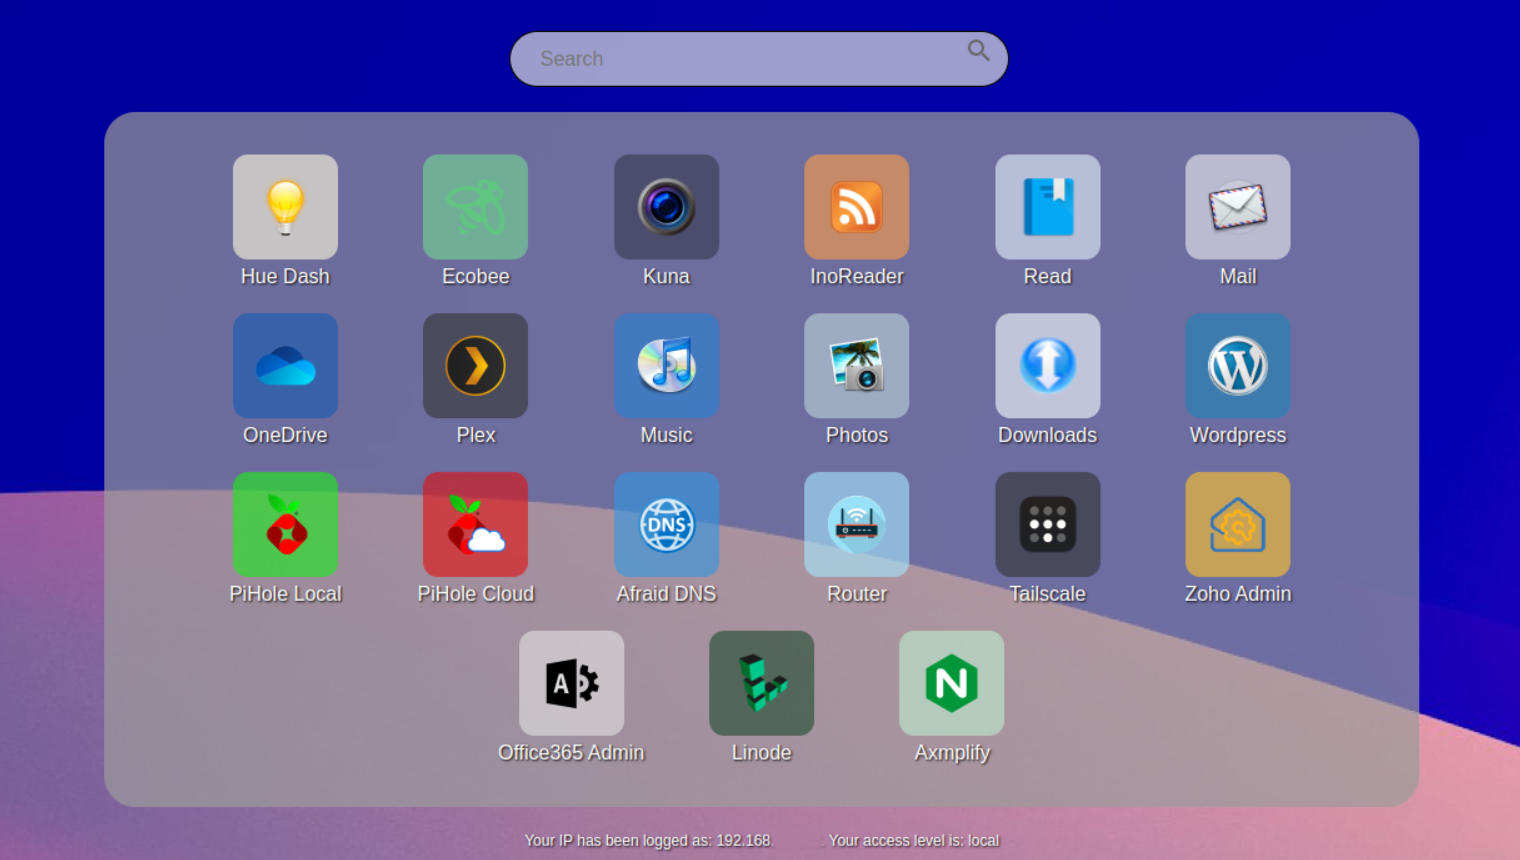 Search
Hue Dash
Ecobee
Kuna
InoReader
Read
Mail
OneDrive
Plex
Music
Photos
Downloads
W
Wordpress
DNS
PiHole Local
PiHole Cloud
Afraid DNS
Router
Tailscale
Zoho Admin
A
N
Office365 Admin
Linode
Axmplify
Your IP has been logged as: 192.168. . Your access level is: local